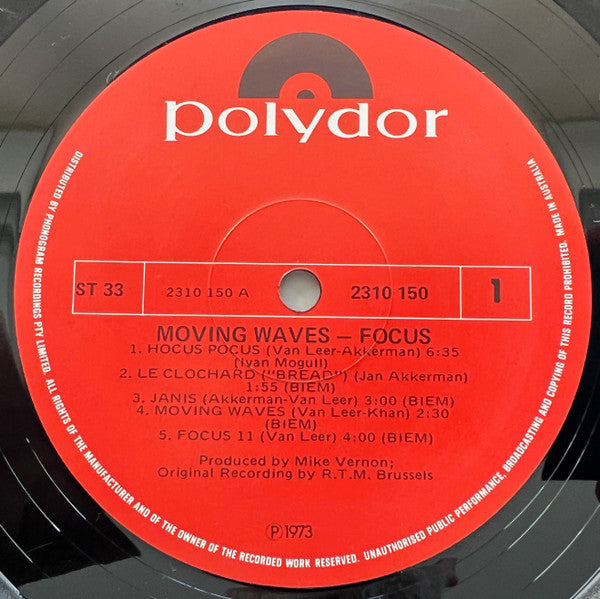 polydor
ST 33
2310 150 A
2310 150
1
MOVING WAVES – FOCUS
1. HOCUS POCUS (Van Leer-Akkerman) 6:35
(Ivan Mogull)
2. LE CLOCHARD ("BREAD") (Jan Akkerman)
1:55 (BIEM)
3. JANIS (Akkerman-Van Leer) 3:00 (BIEM)
4. MOVING WAVES (Van Leer-Khan) 2:30
(BIEM)
5. FOCUS 11 (Van Leer) 4:00 (BIEM)
Produced by Mike Vernon;
Original Recording by R.T.M. Brussels
Ⓟ1973
DISTRIBUTED BY PHONOGRAM RECORDINGS PTY LIMITED. ALL RIGHTS OF THE MANUFACTURER AND OF THE OWNER OF THE RECORDED WORK RESERVED. UNAUTHORISED PUBLIC PERFORMANCE, BROADCASTING AND COPYING OF THIS RECORD PROHIBITED. MADE IN AUSTRALIA